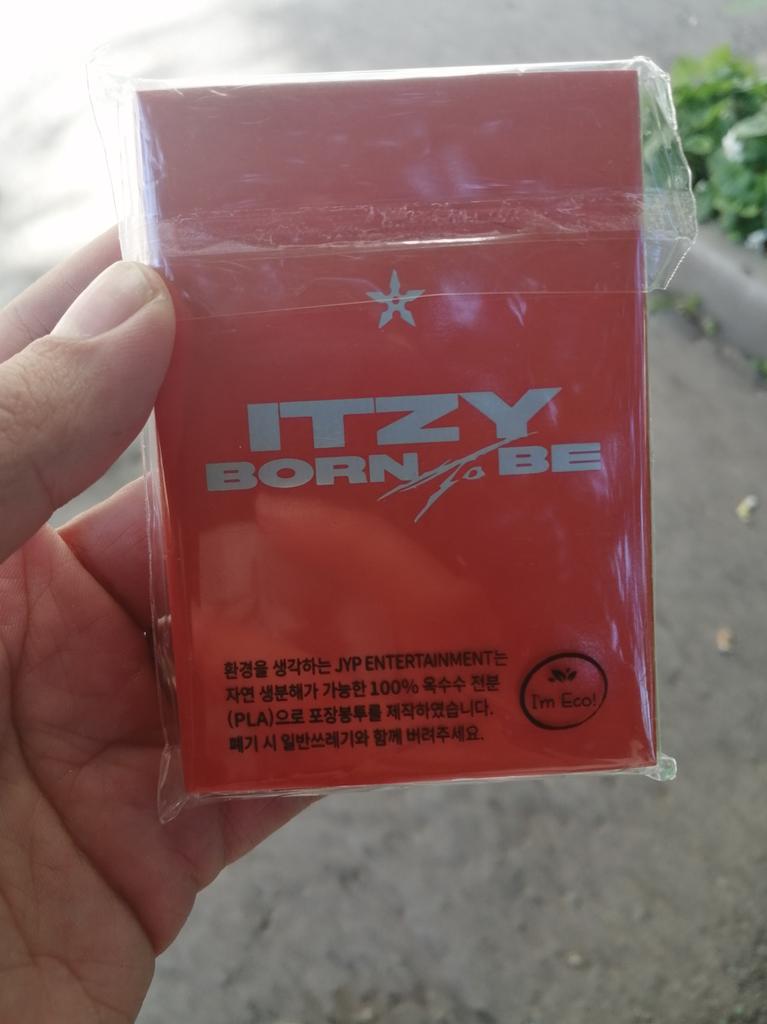 ITZY
BORN to BE
환경을 생각하는 JYP ENTERTAINMENT는
자연 생분해가 가능한 100% 옥수수 전분
(PLA)으로 포장봉투를 제작하였습니다.
폐기 시 일반쓰레기와 함께 버려주세요.
I'm Eco!